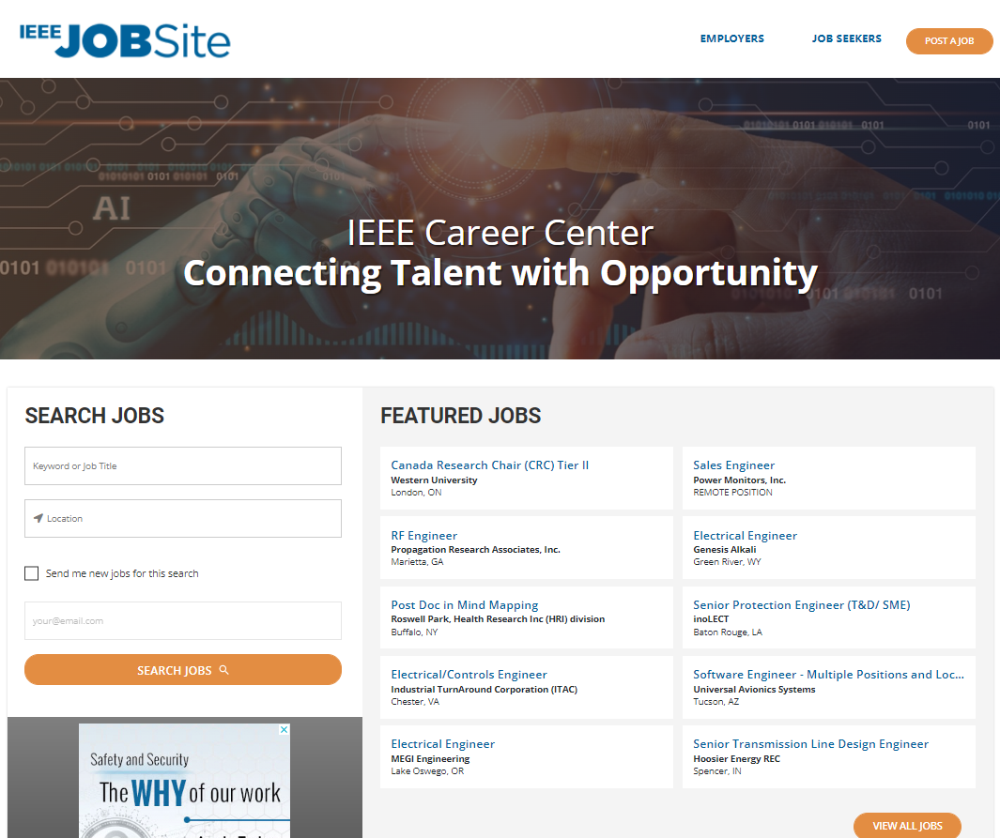 IEEE JOBSite
EMPLOYERS
JOB SEEKERS
POST A JOB
0101
AI
0101
IEEE Career Center
Connecting Talent with Opportunity
SEARCH JOBS
Keyword or Job Title
Location
Send me new jobs for this search
your@email.com
SEARCH JOBS
Safety and Security
The WHY of our work
FEATURED JOBS
Canada Research Chair (CRC) Tier II
Western University
London, ON
Sales Engineer
Power Monitors, Inc.
REMOTE POSITION
RF Engineer
Propagation Research Associates, Inc.
Marietta, GA
Electrical Engineer
Genesis Alkali
Green River, WY
Post Doc in Mind Mapping
Roswell Park, Health Research Inc (HRI) division
Buffalo, NY
Senior Protection Engineer (T&D/ SME)
inoLECT
Baton Rouge, LA
Electrical/Controls Engineer
Industrial TurnAround Corporation (ITAC)
Chester, VA
Software Engineer - Multiple Positions and Loc...
Universal Avionics Systems
Tucson, AZ
Electrical Engineer
MEGI Engineering
Lake Oswego, OR
Senior Transmission Line Design Engineer
Hoosier Energy REC
Spencer, IN
VIEW ALL JOBS